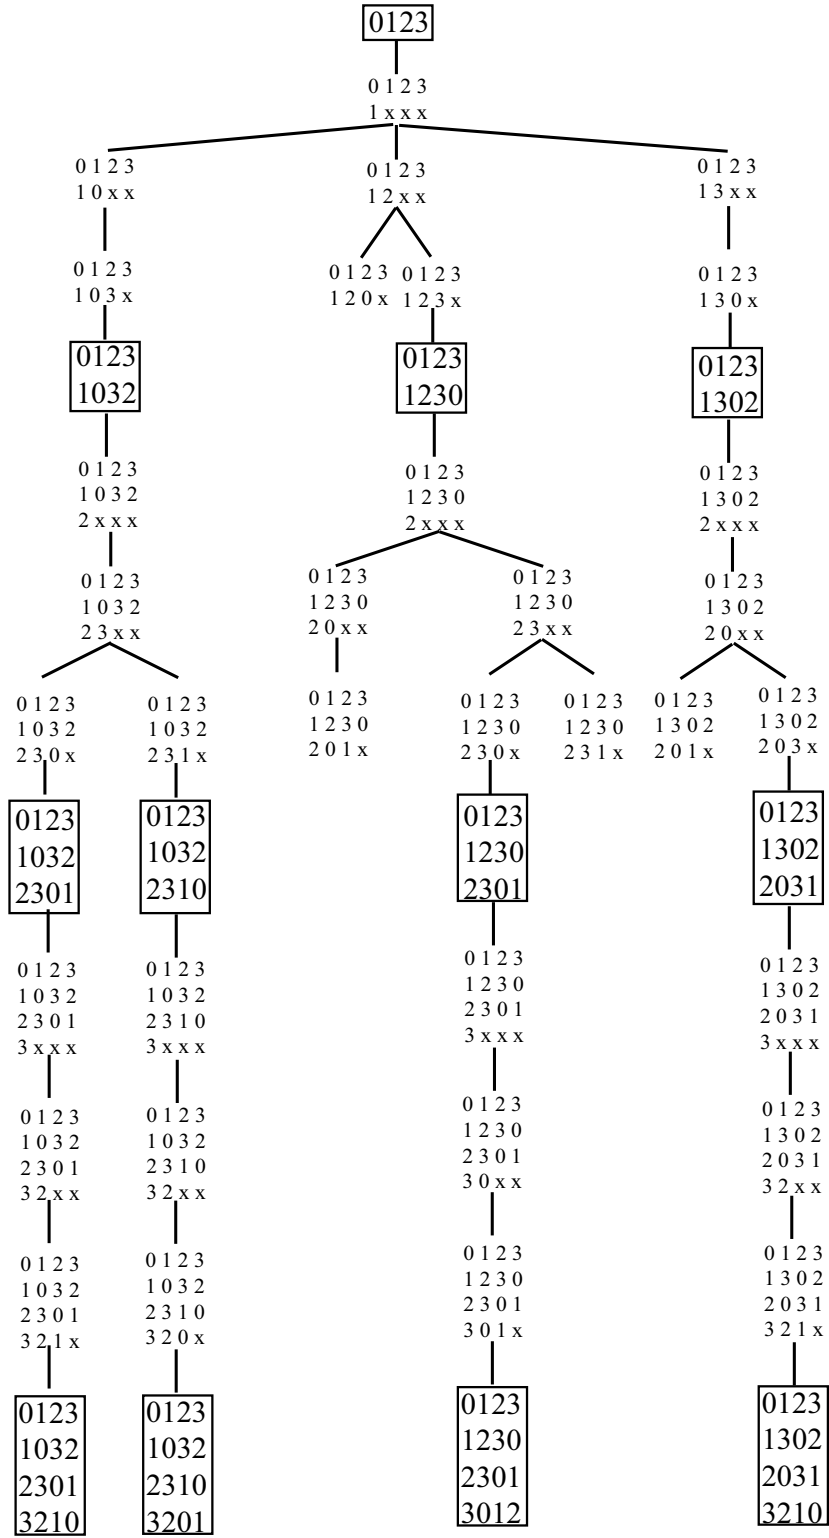 0123
0 1 2 3
1 x x x
0 1 2 3
1 0 x x
0 1 2 3
1 2 x x
0 1 2 3
1 3 x x
0 1 2 3
1 0 3 x
0 1 2 3
1 2 0 x
0 1 2 3
1 2 3 x
0 1 2 3
1 3 0 x
0123
1032
0123
1230
0123
1302
0 1 2 3
1 0 3 2
2 x x x
0 1 2 3
1 2 3 0
2 x x x
0 1 2 3
1 3 0 2
2 x x x
0 1 2 3
1 0 3 2
2 3 x x
0 1 2 3
1 2 3 0
2 0 x x
0 1 2 3
1 2 3 0
2 3 x x
0 1 2 3
1 3 0 2
2 0 x x
0 1 2 3
1 0 3 2
2 3 0 x
0 1 2 3
1 0 3 2
2 3 1 x
0 1 2 3
1 2 3 0
2 0 1 x
0 1 2 3
1 2 3 0
2 3 0 x
0 1 2 3
1 2 3 0
2 3 1 x
0 1 2 3
1 3 0 2
2 0 1 x
0 1 2 3
1 3 0 2
2 0 3 x
0123
1032
2301
0123
1032
2310
0123
1230
2301
0123
1302
2031
0 1 2 3
1 0 3 2
2 3 0 1
3 x x x
0 1 2 3
1 0 3 2
2 3 1 0
3 x x x
0 1 2 3
1 2 3 0
2 3 0 1
3 x x x
0 1 2 3
1 3 0 2
2 0 3 1
3 x x x
0 1 2 3
1 0 3 2
2 3 0 1
3 2 x x
0 1 2 3
1 0 3 2
2 3 1 0
3 2 x x
0 1 2 3
1 2 3 0
2 3 0 1
3 0 x x
0 1 2 3
1 3 0 2
2 0 3 1
3 2 x x
0 1 2 3
1 0 3 2
2 3 0 1
3 2 1 x
0 1 2 3
1 0 3 2
2 3 1 0
3 2 0 x
0 1 2 3
1 2 3 0
2 3 0 1
3 0 1 x
0 1 2 3
1 3 0 2
2 0 3 1
3 2 1 x
0123
1032
2301
3210
0123
1032
2310
3201
0123
1230
2301
3012
0123
1302
2031
3210